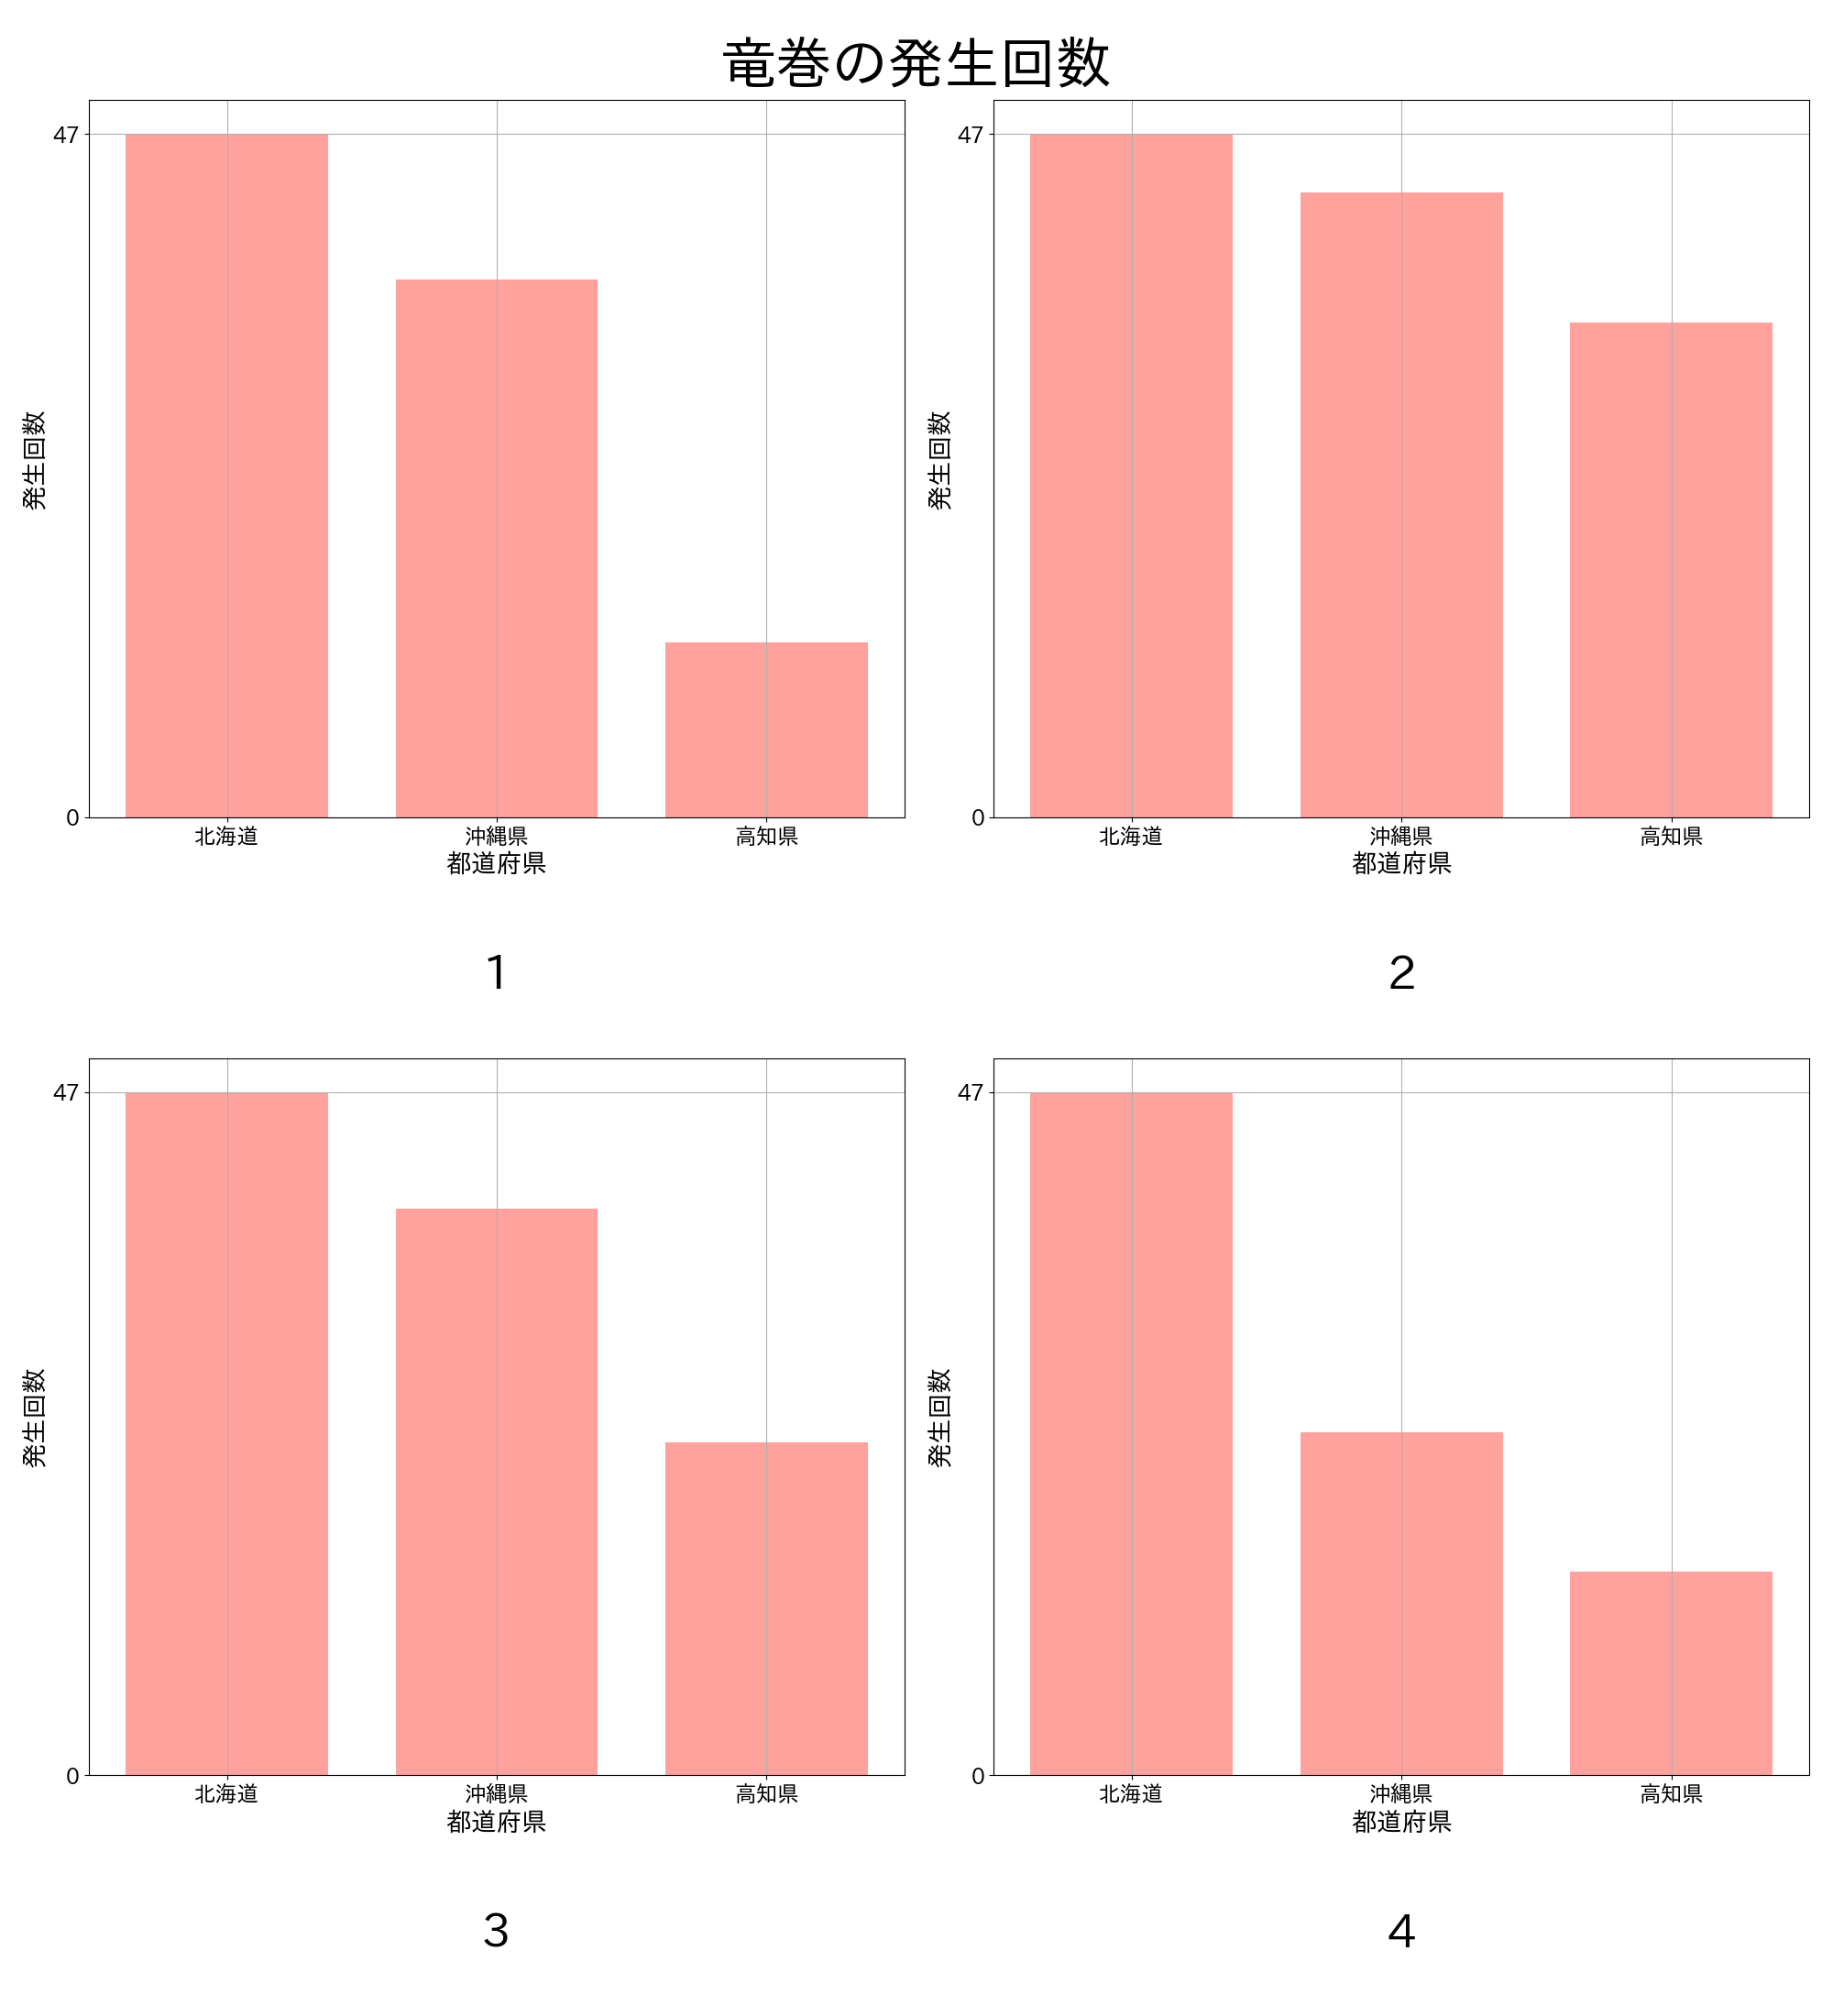 竜巻の発生回数
47
0
発生回数
北海道 沖縄県 高知県
都道府県
1
47
0
発生回数
北海道 沖縄県 高知県
都道府県
2
47
0
発生回数
北海道 沖縄県 高知県
都道府県
3
47
0
発生回数
北海道 沖縄県 高知県
都道府県
4